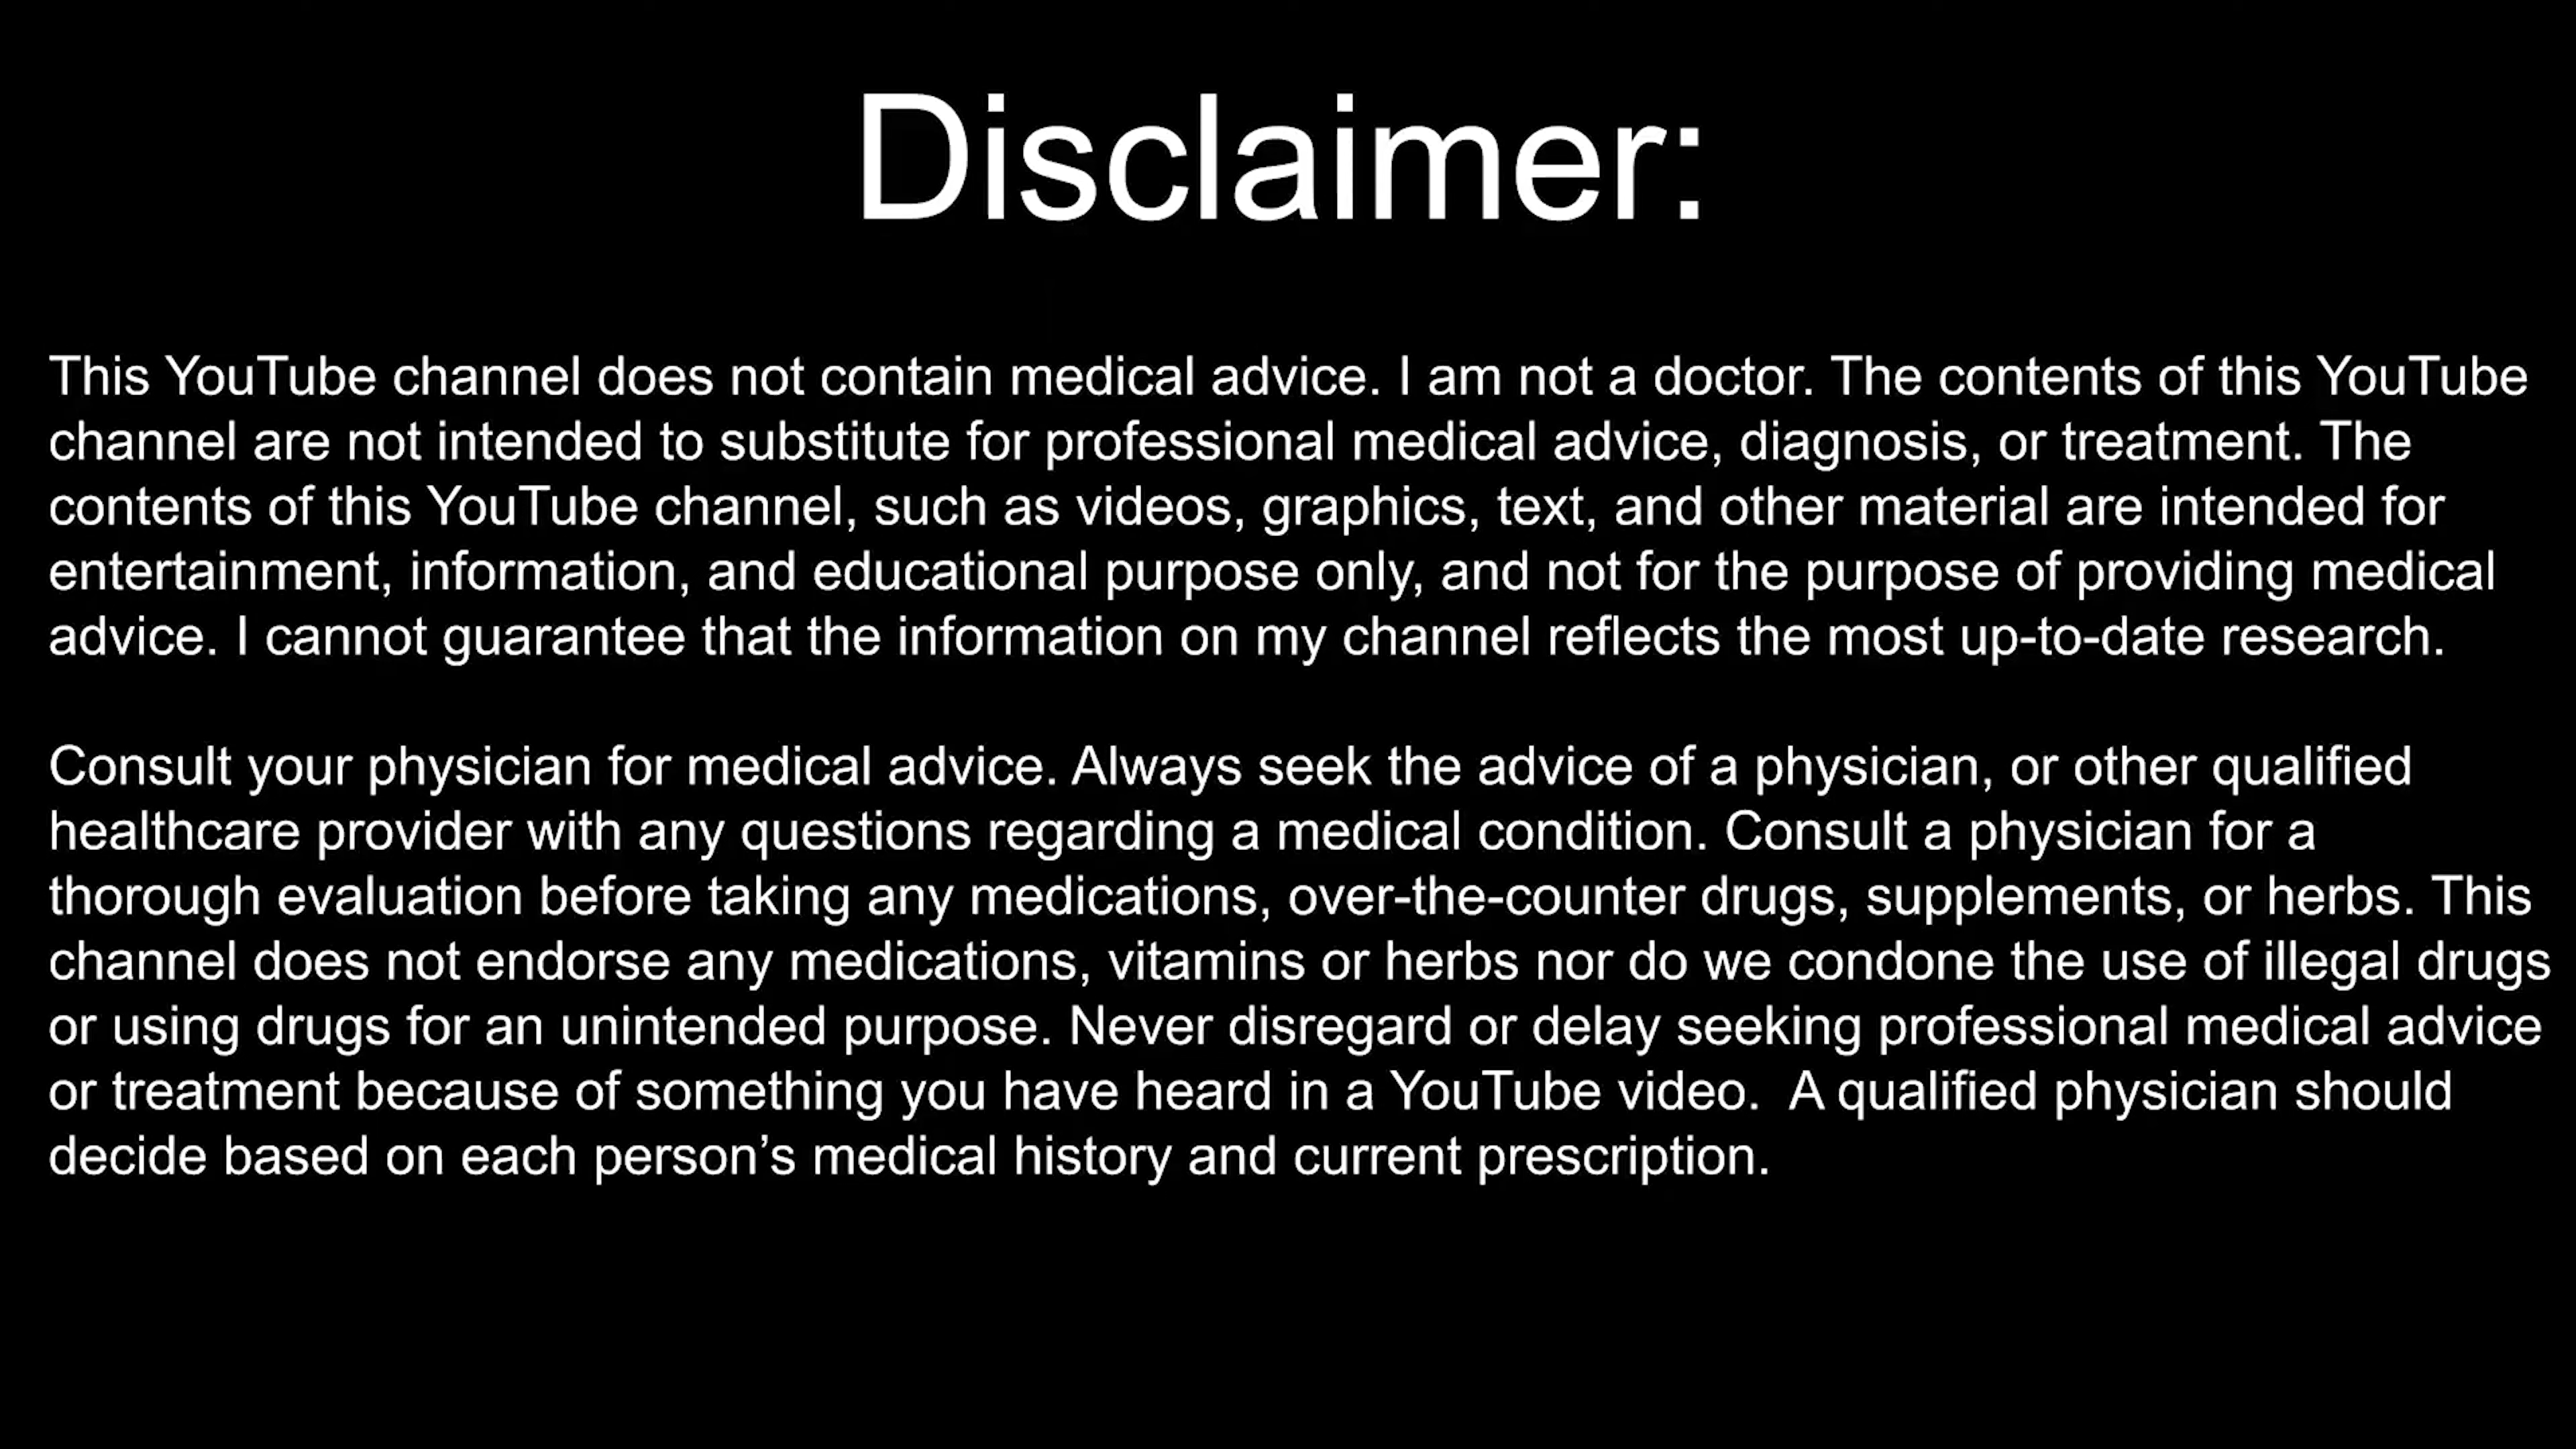 Disclaimer:
This YouTube channel does not contain medical advice. I am not a doctor. The contents of this YouTube
channel are not intended to substitute for professional medical advice, diagnosis, or treatment. The
contents of this YouTube channel, such as videos, graphics, text, and other material are intended for
entertainment, information, and educational purpose only, and not for the purpose of providing medical
advice. I cannot guarantee that the information on my channel reflects the most up-to-date research.
Consult your physician for medical advice. Always seek the advice of a physician, or other qualified
healthcare provider with any questions regarding a medical condition. Consult a physician for a
thorough evaluation before taking any medications, over-the-counter drugs, supplements, or herbs. This
channel does not endorse any medications, vitamins or herbs nor do we condone the use of illegal drugs
or using drugs for an unintended purpose. Never disregard or delay seeking professional medical advice
or treatment because of something you have heard in a YouTube video.  A qualified physician should
decide based on each person’s medical history and current prescription.